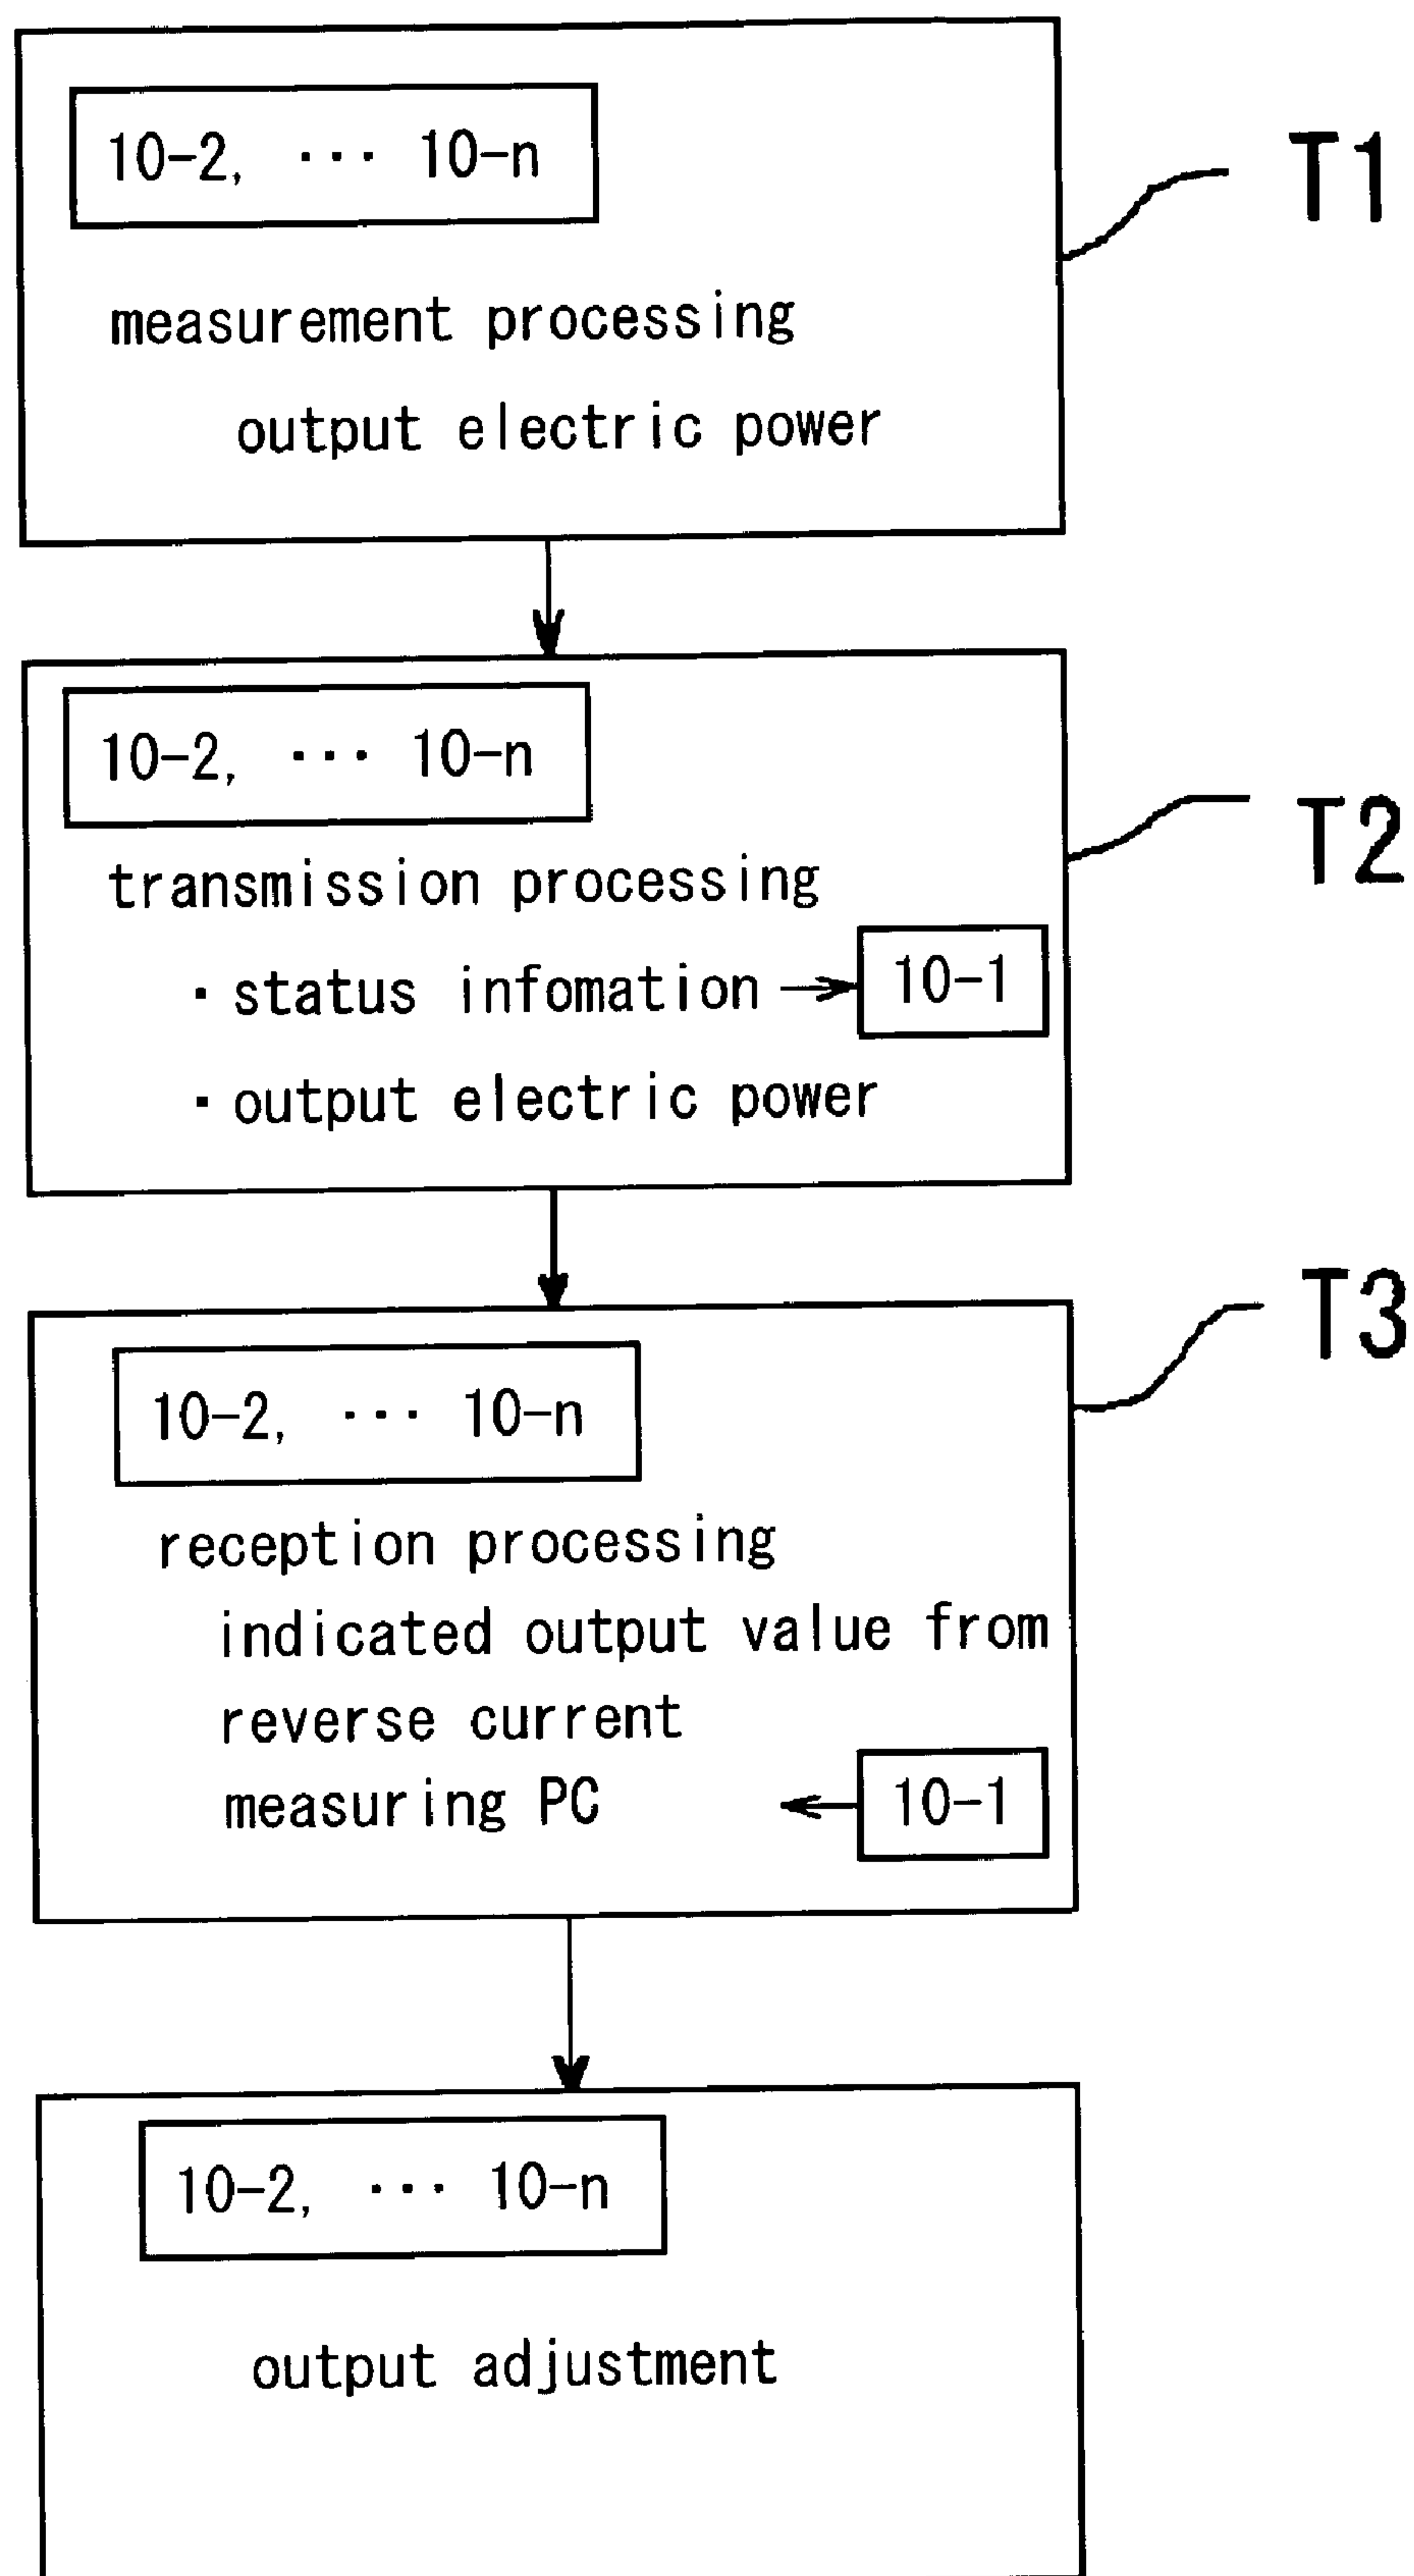 10-2, ··· 10-n
T1
measurement processing
output electric power
10-2, ··· 10-n
T2
transmission processing
・status infomation → 10-1
・output electric power
T3
10-2, ··· 10-n
reception processing
indicated output value from
reverse current
measuring PC ← 10-1
10-2, ··· 10-n
output adjustment